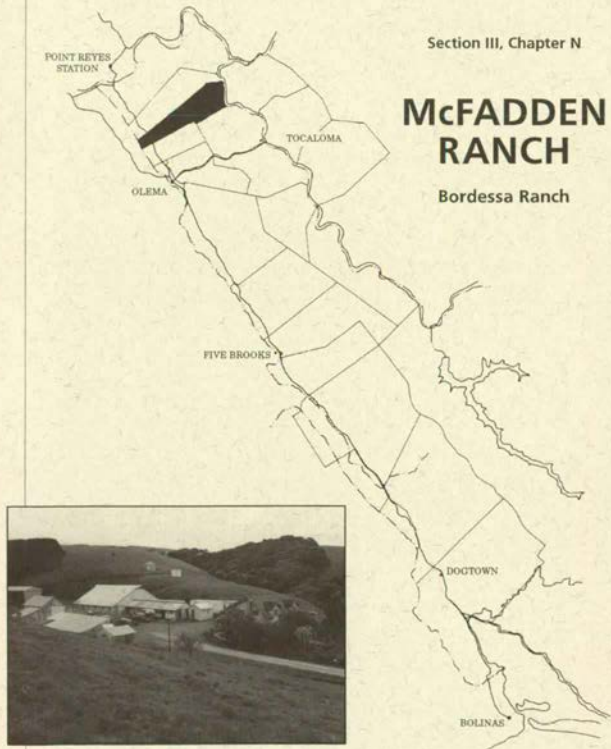 Section III, Chapter N
McFADDEN
RANCH
Bordessa Ranch
POINT REYES
STATION
TOCALOMA
OLEMA
FIVE BROOKS
DOGTOWN
BOLINAS